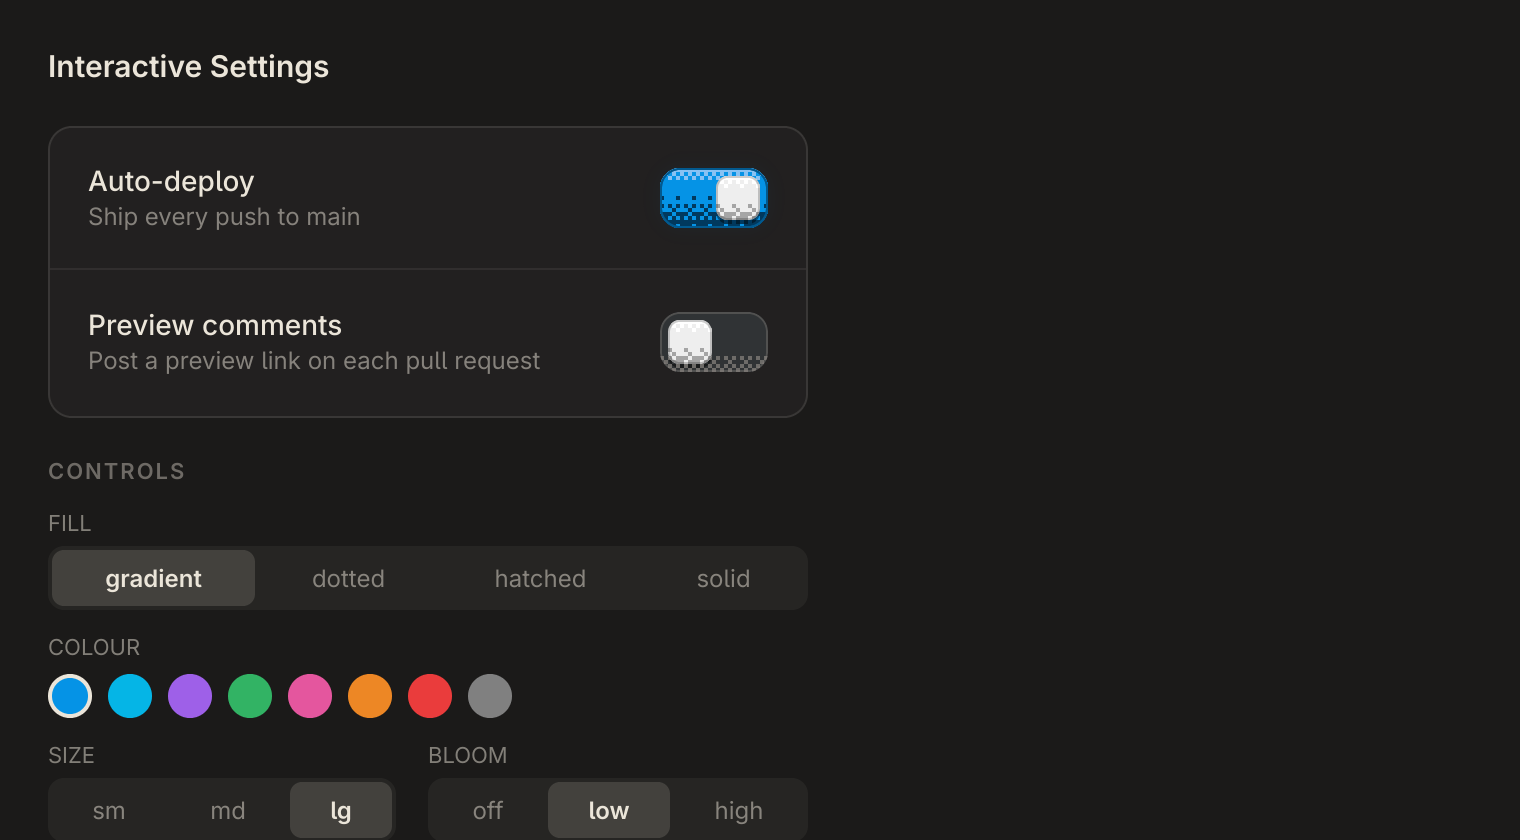 Interactive Settings
Auto-deploy
Ship every push to main
Preview comments
Post a preview link on each pull request
CONTROLS
FILL
gradient dotted hatched solid
COLOUR
SIZE BLOOM
sm md lg off low high